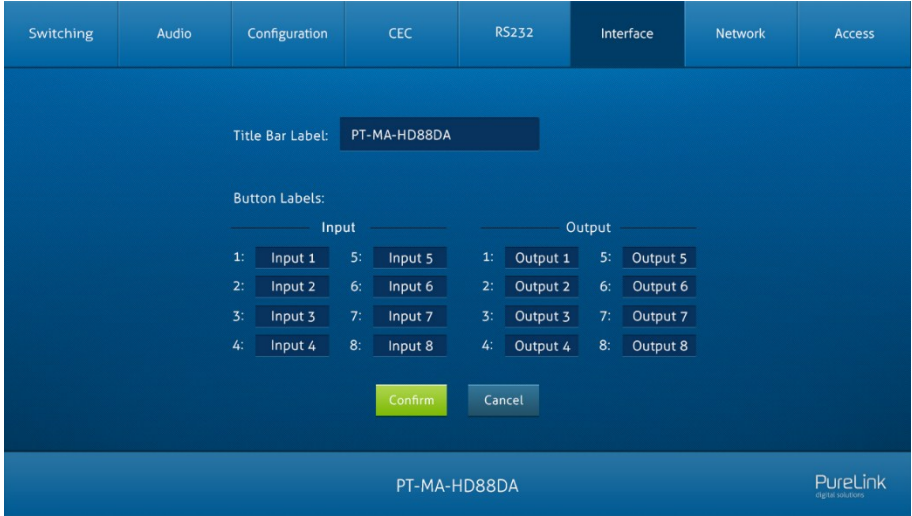 Switching Audio Configuration CEC RS232 Interface Network Access
Title Bar Label: PT-MA-HD88DA
Button Labels:
Input Output
1: Input 1 5: Input 5 1: Output 1 5: Output 5
2: Input 2 6: Input 6 2: Output 2 6: Output 6
3: Input 3 7: Input 7 3: Output 3 7: Output 7
4: Input 4 8: Input 8 4: Output 4 8: Output 8
Confirm Cancel
PT-MA-HD88DA
PureLink
digital solutions